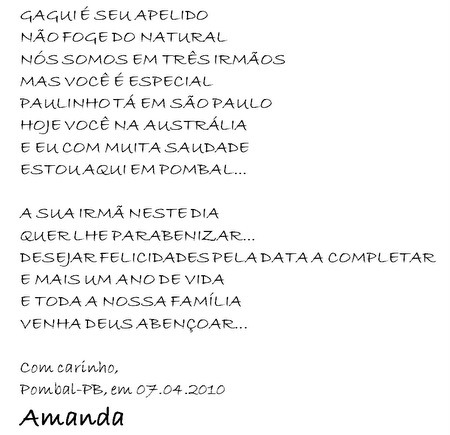 GAGUI É SEU APELIDO
NÃO FOGE DO NATURAL
NÓS SOMOS EM TRÊS IRMÃOS
MAS VOCÊ É ESPECIAL
PAULINHO TÁ EM SÃO PAULO
HOJE VOCÊ NA AUSTRÁLIA
E EU COM MUITA SAUDADE
ESTOU AQUI EM POMBAL...

A SUA IRMÃ NESTE DIA
QUER LHE PARABENIZAR...
DESEJAR FELICIDADES PELA DATA A COMPLETAR
E MAIS UM ANO DE VIDA
E TODA A NOSSA FAMÍLIA
VENHA DEUS ABENÇOAR...

Com carinho,
Pombal-PB, em 07.04.2010
Amanda